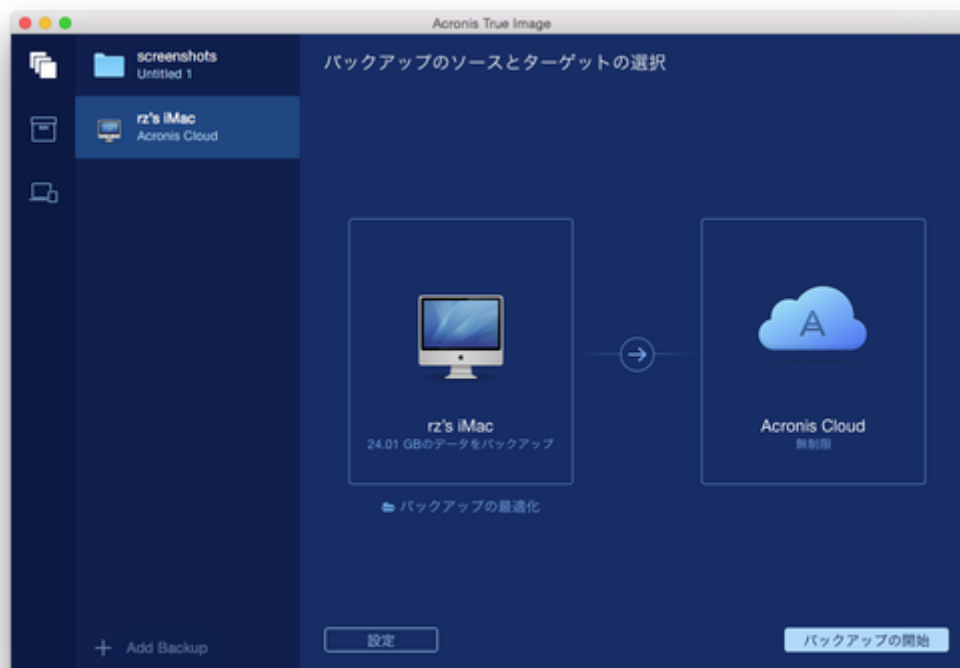 Acronis True Image
screenshots
Untitled 1
rz's iMac
Acronis Cloud
バックアップのソースとターゲットの選択
rz's iMac
24.01 GBのデータをバックアップ
Acronis Cloud
無制限
バックアップの最適化
Add Backup
設定
バックアップの開始